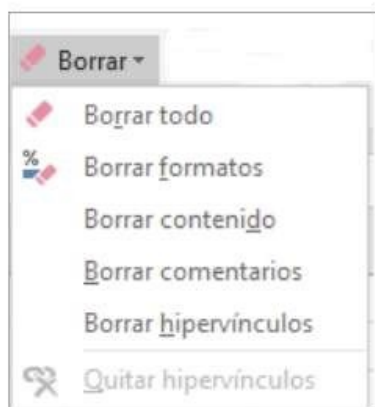 Borrar
Borrar todo
% Borrar formatos
Borrar contenido
Borrar comentarios
Borrar hipervínculos
Quitar hipervínculos